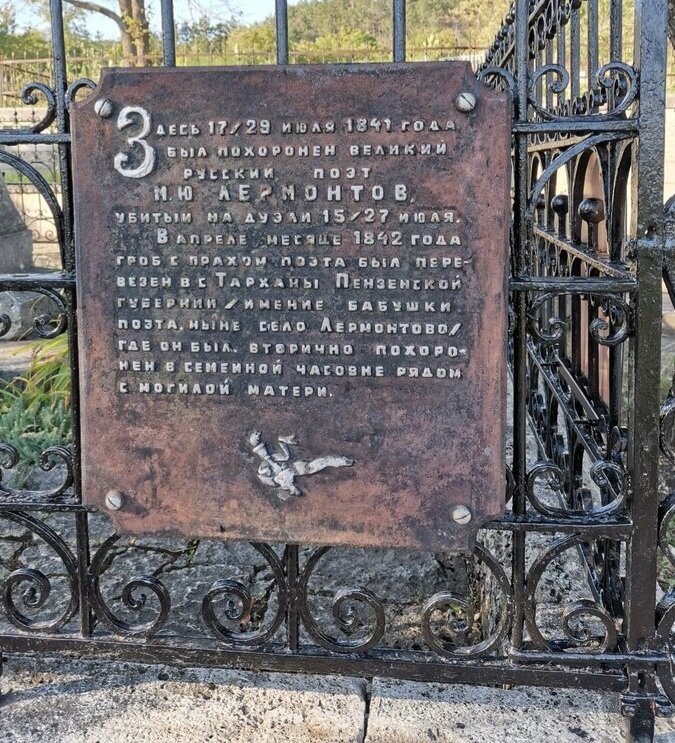 Здесь 17/29 июля 1841 года
был похоронен великий
русский поэт
М.Ю ЛЕРМОНТОВ,
убитый на дуэли 15/27 июля.
В апреле месяце 1842 года
гроб с прахом поэта был пере-
везен в с Тарханы Пензенской
губернии/имение бабушки
поэта, ныне село Лермонтово/
где он был. вторично похоро-
нен в семейной часовне рядом
с могилой матери.